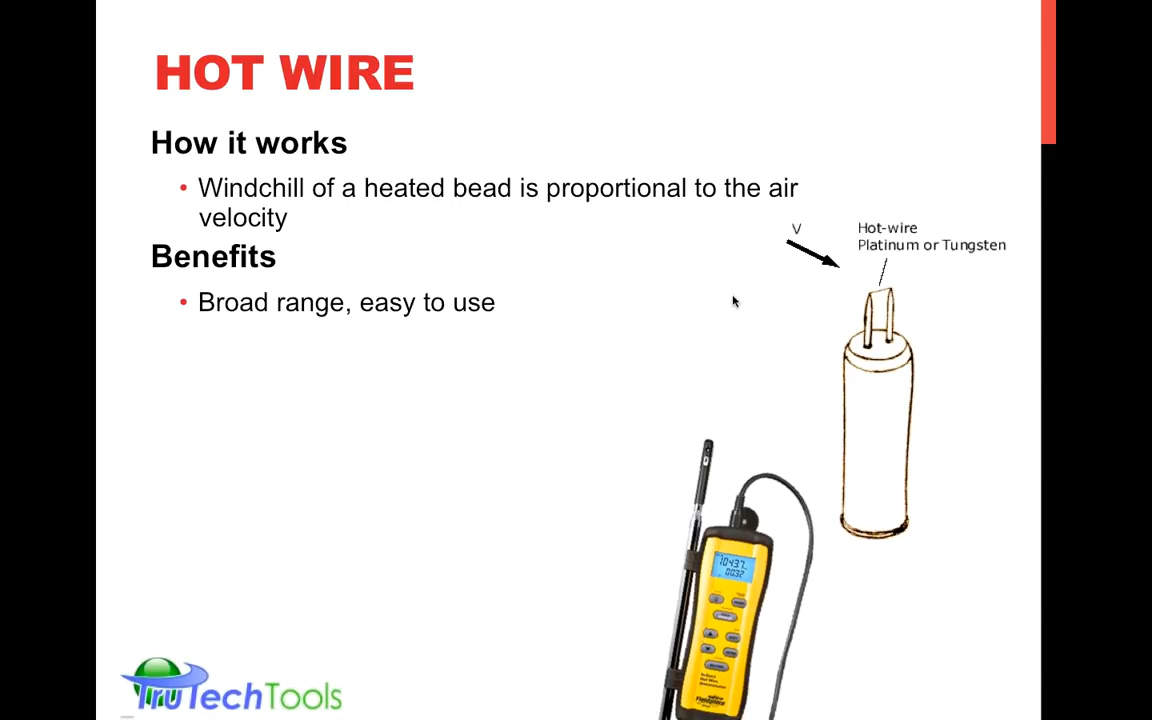 HOT WIRE
How it works
• Windchill of a heated bead is proportional to the air
velocity
Benefits
• Broad range, easy to use
V
Hot-wire
Platinum or Tungsten
Fieldpiece
TruTechTools